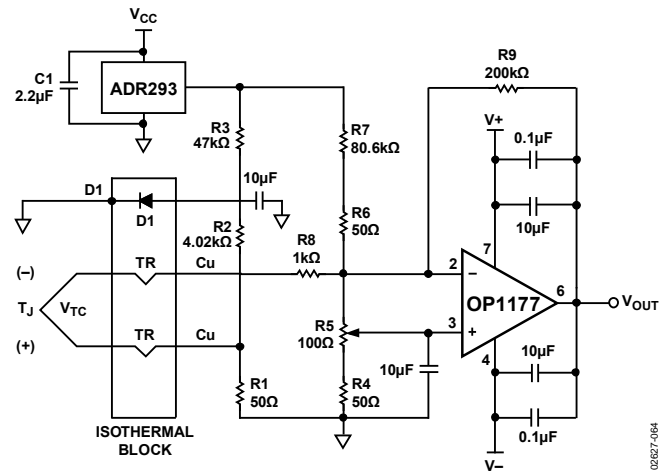 VCC
C1
2.2µF
ADR293
R3
47kΩ
R7
80.6kΩ
R9
200kΩ
V+
0.1µF
10µF
D1
D1
10µF
R2
4.02kΩ
R6
50Ω
R8
1kΩ
(–)
TR
Cu
TJ
VTC
(+)
TR
Cu
R5
100Ω
2
–
3
+
7
OP1177
6
VOUT
4
10µF
10µF
0.1µF
R1
50Ω
R4
50Ω
ISOTHERMAL
BLOCK
V–
02627-064